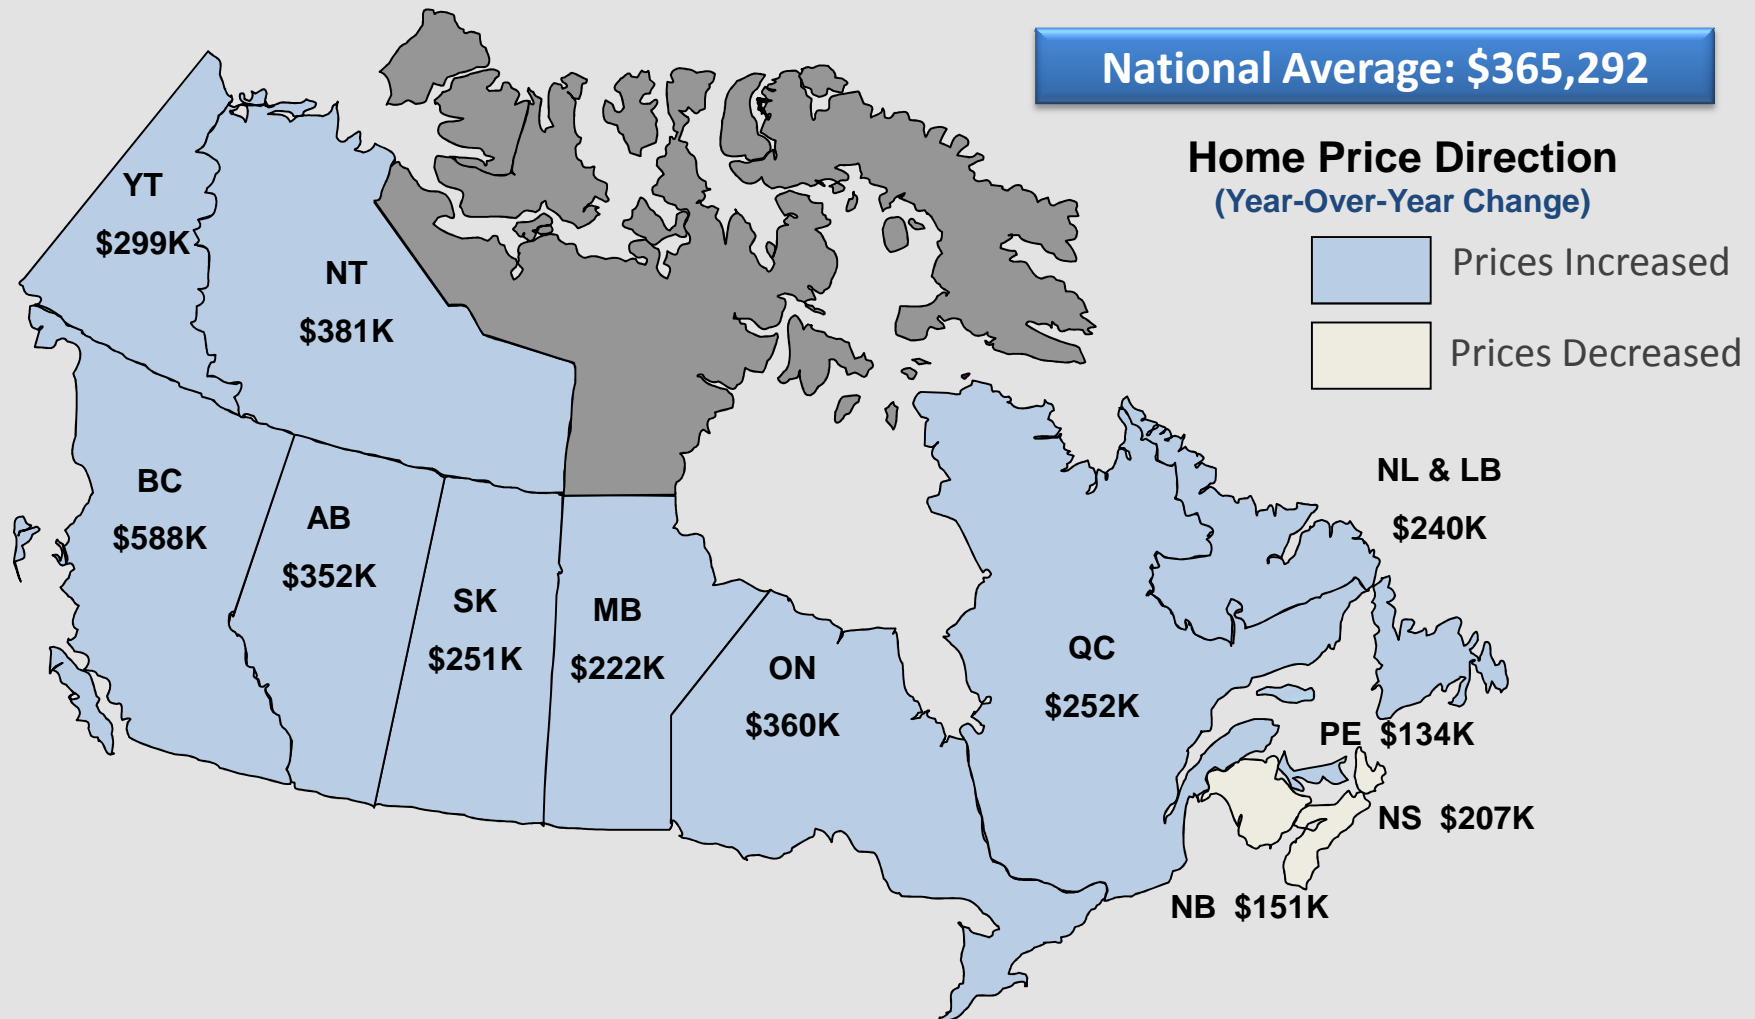 National Average: $365,292
Home Price Direction
(Year-Over-Year Change)
Prices Increased
Prices Decreased
YT
$299K
NT
$381K
BC
$588K
AB
$352K
SK
$251K
MB
$222K
ON
$360K
QC
$252K
NL & LB
$240K
PE $134K
NS $207K
NB $151K